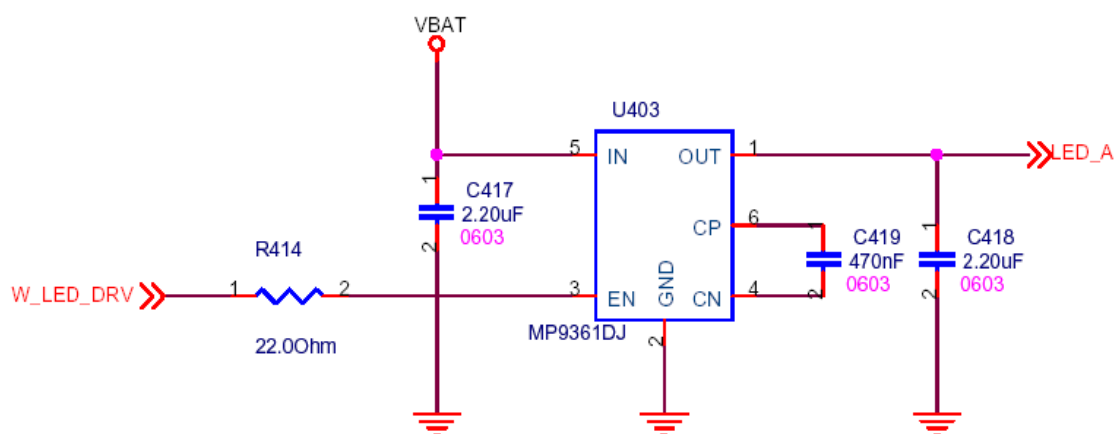 VBAT
U403
5
IN
OUT
1
LED_A
1
C417
2.20uF
0603
2
CP
6
1
C419
470nF
0603
2
1
C418
2.20uF
0603
2
R414
W_LED_DRV
1
2
3
EN
GND
CN
4
22.0Ohm
MP9361DJ
2